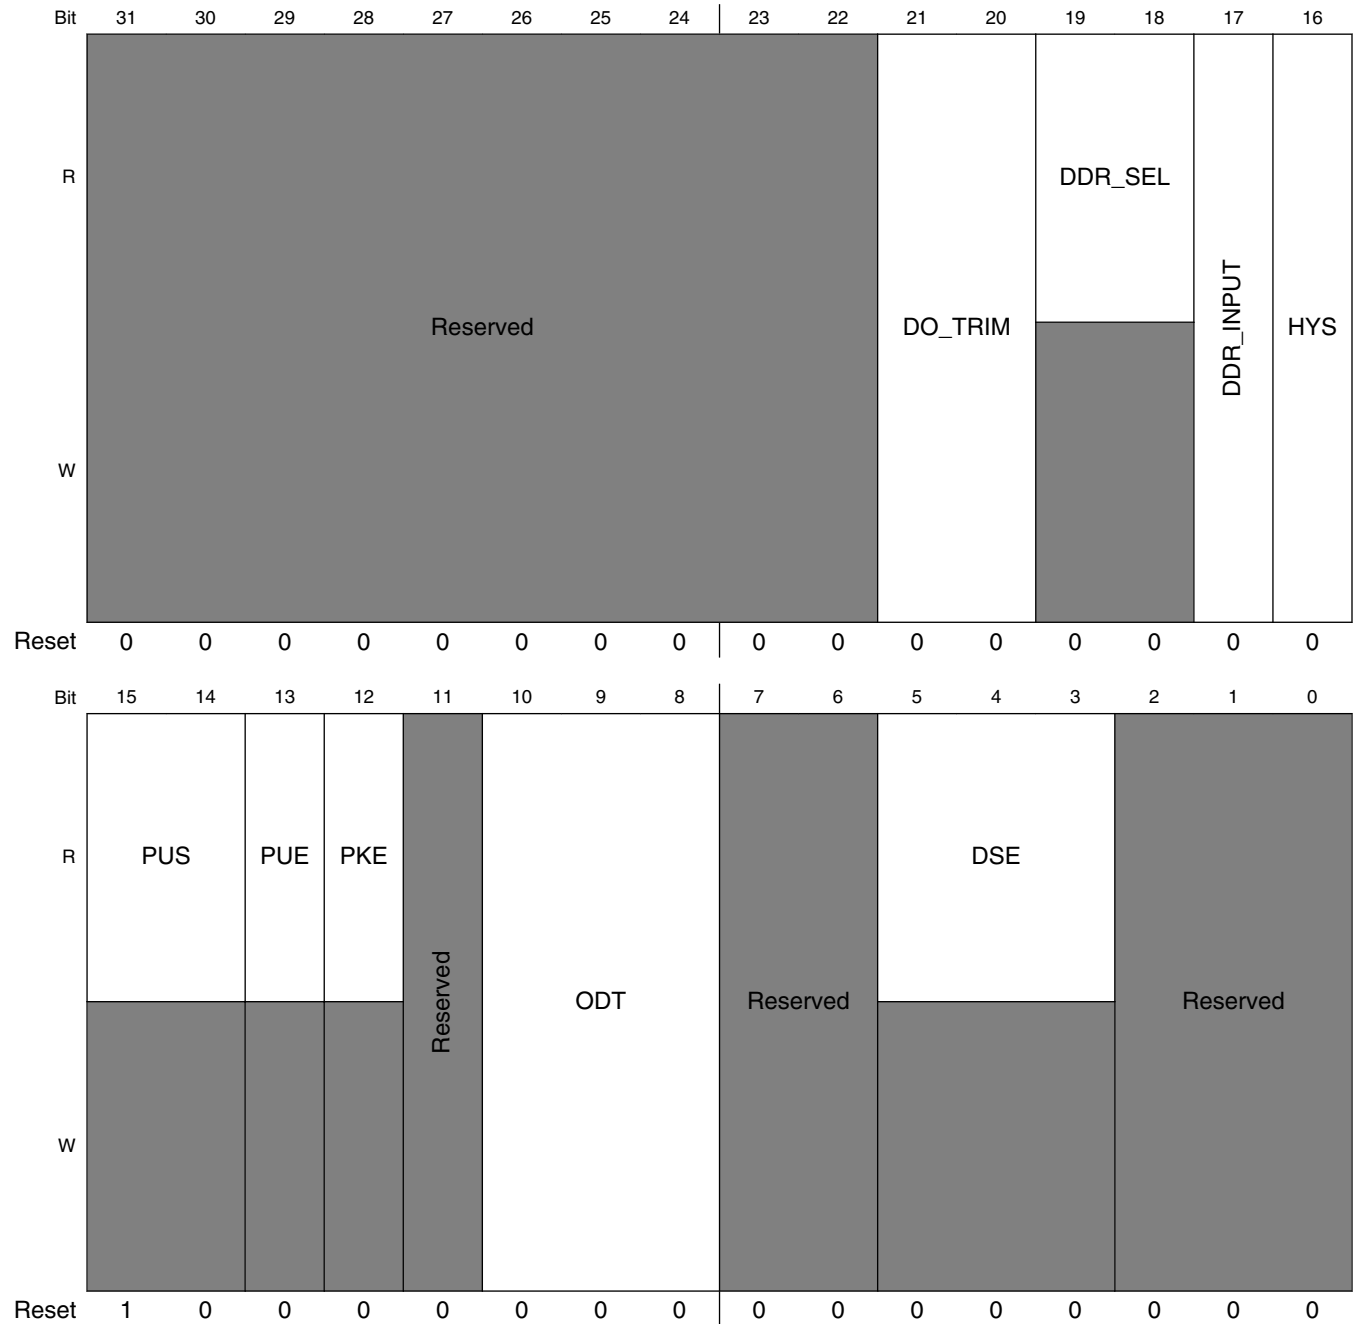 Bit 31 30 29 28 27 26 25 24 23 22 21 20 19 18 17 16
R DDR_SEL
Reserved DO_TRIM DDR_INPUT HYS
W
Reset 0 0 0 0 0 0 0 0 0 0 0 0 0 0 0 0
Bit 15 14 13 12 11 10 9 8 7 6 5 4 3 2 1 0
R PUS PUE PKE DSE
Reserved ODT Reserved Reserved
W
Reset 1 0 0 0 0 0 0 0 0 0 0 0 0 0 0 0